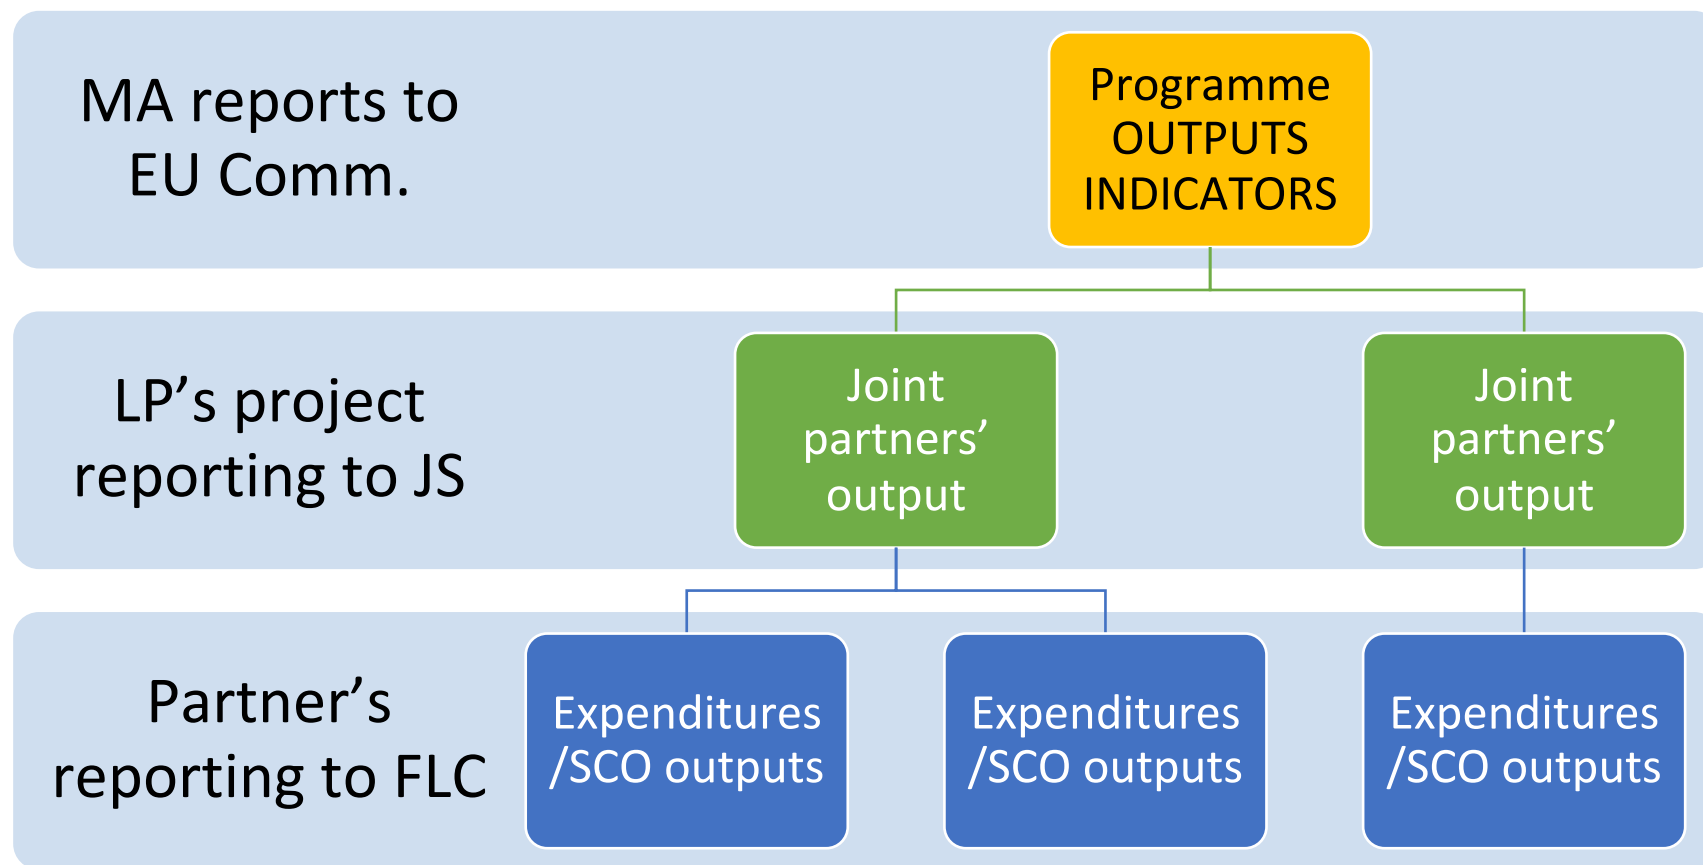 MA reports to
EU Comm.
Programme
OUTPUTS
INDICATORS
LP’s project
reporting to JS
Joint
partners’
output
Joint
partners’
output
Partner’s
reporting to FLC
Expenditures
/SCO outputs
Expenditures
/SCO outputs
Expenditures
/SCO outputs